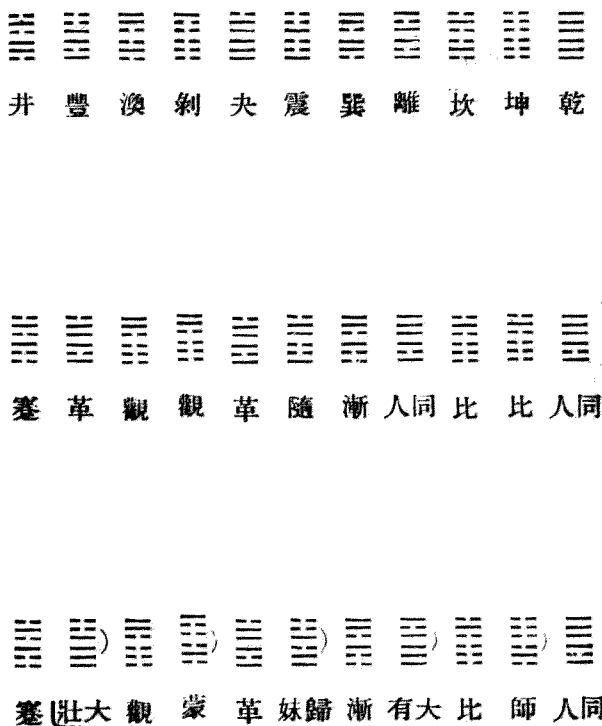 乾 坤 坎 離 巽 震 夬 剝 渙 豐 井
同人 比 比 同人 漸 隨 革 觀 觀 革 蹇
同人 師 比 大有 漸 歸妹 革 蒙 觀 大壯 蹇